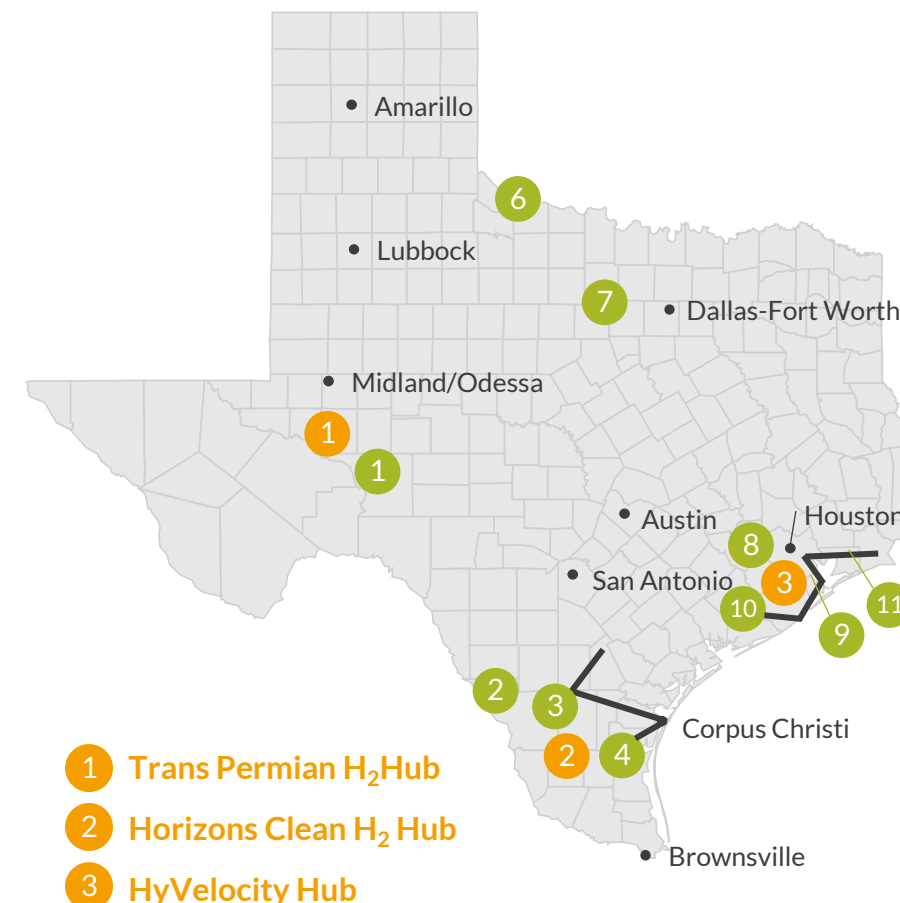 Amarillo
6
Lubbock
7
Dallas-Fort Worth
Midland/Odessa
1
1
Austin
Houston
8
San Antonio
3
10
11
9
2
3
Corpus Christi
2
4
1 Trans Permian H₂Hub
2 Horizons Clean H₂ Hub
Brownsville
3 HyVelocity Hub